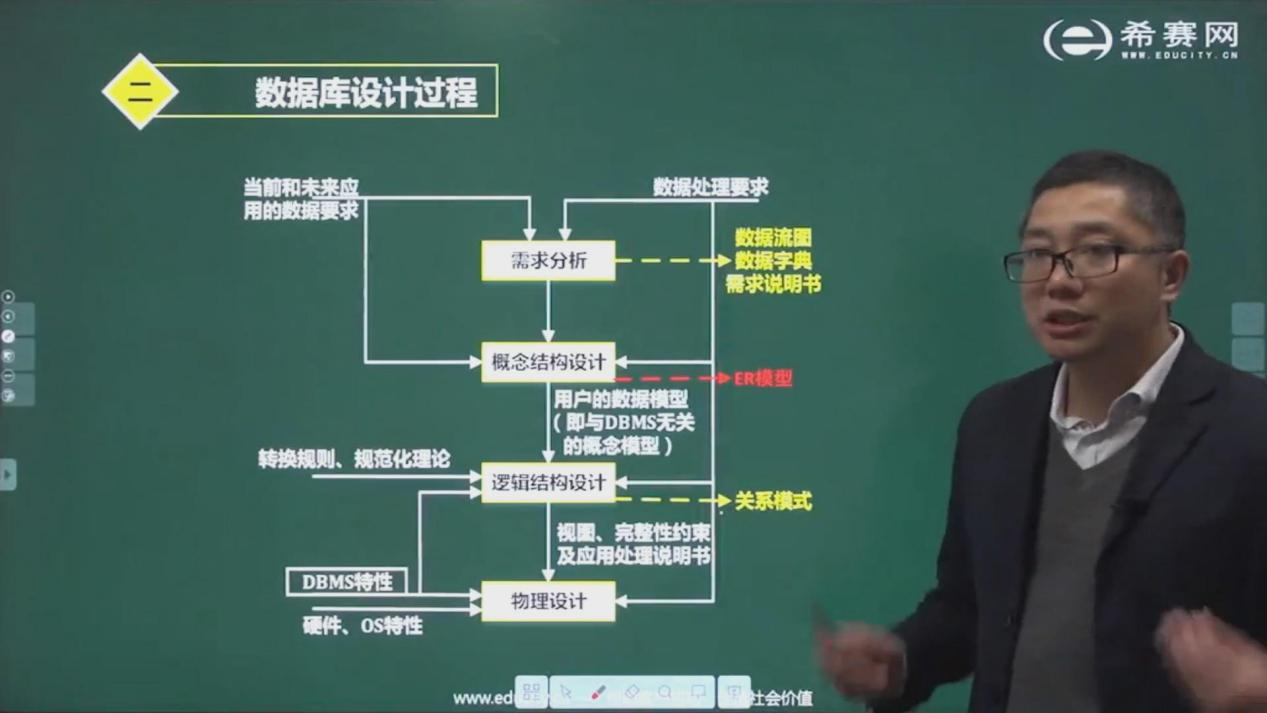 希赛网
WWW.EDUCITY.CN
二
数据库设计过程
当前和未来应
用的数据要求
数据处理要求
需求分析
数据流图
数据字典
需求说明书
概念结构设计
ER模型
用户的数据模型
（即与DBMS无关
的概念模型）
转换规则、规范化理论
逻辑结构设计
关系模式
视图、完整性约束
及应用处理说明书
DBMS特性
物理设计
硬件、OS特性
www.edu
社会价值